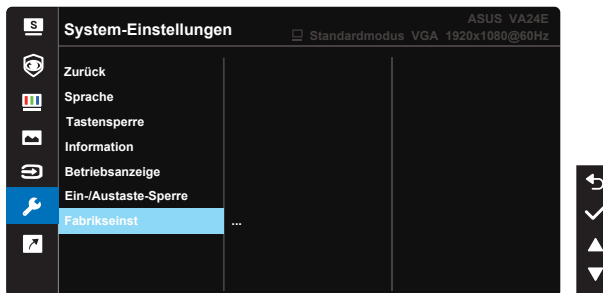 S
System-Einstellungen
ASUS VA24E
Standardmodus VGA 1920x1080@60Hz
Zurück
Sprache
Tastensperre
Information
Betriebsanzeige
Ein-/Austaste-Sperre
Fabrikseinst ...